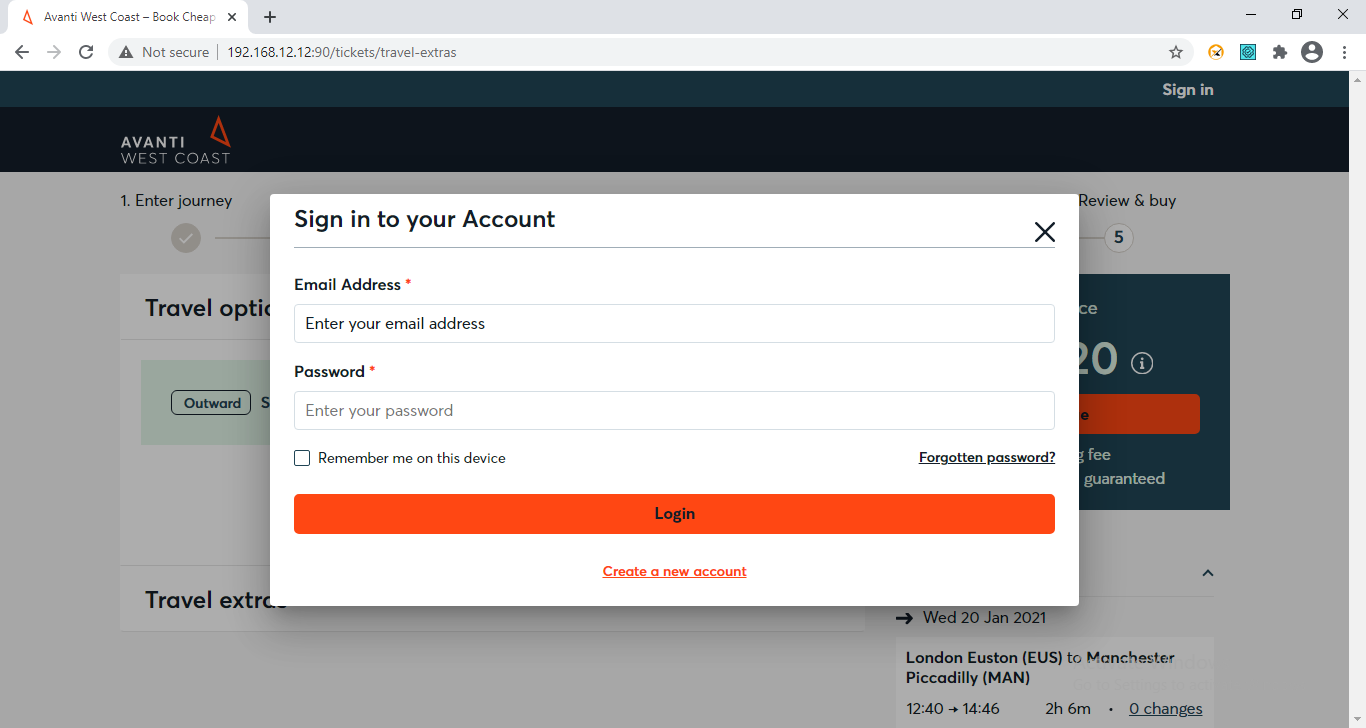 Avanti West Coast – Book Cheap
Not secure
192.168.12.12:90/tickets/travel-extras
Sign in
AVANTI
WEST COAST
1. Enter journey
Review & buy
5
Sign in to your Account
Email Address *
Enter your email address
Password *
Enter your password
Remember me on this device
Forgotten password?
Login
Create a new account
Travel
Outward
20
fee
guaranteed
Travel extras
Wed 20 Jan 2021
London Euston (EUS) to Manchester
Piccadilly (MAN)
12:40 → 14:46 2h 6m · 0 changes